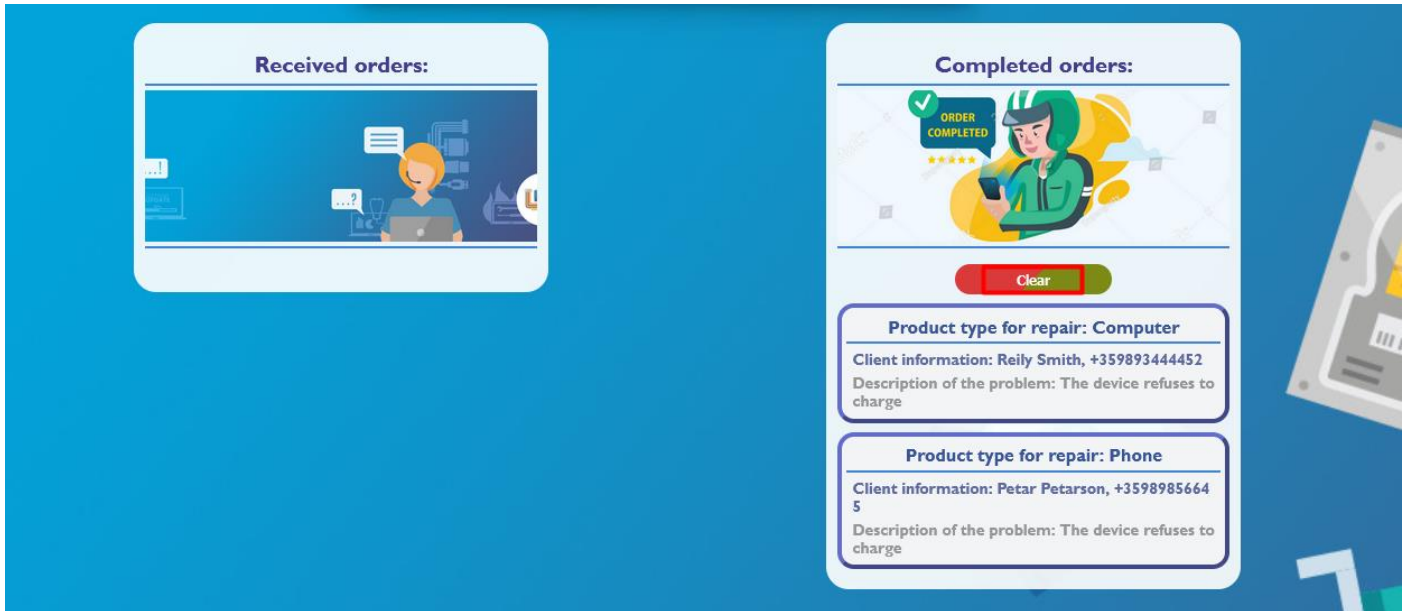 Received orders:
...!
...?
Completed orders:
ORDER
COMPLETED
Clear
Product type for repair: Computer
Client information: Reily Smith, +359893444452
Description of the problem: The device refuses to
charge
Product type for repair: Phone
Client information: Petar Petarson, +3598985664
5
Description of the problem: The device refuses to
charge